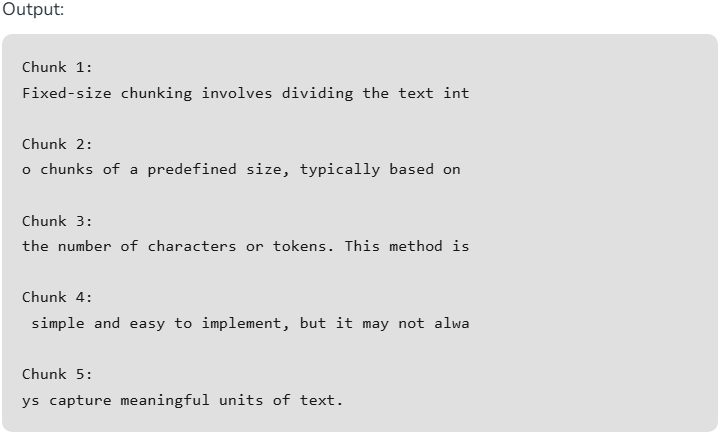 Output:
Chunk 1:
Fixed-size chunking involves dividing the text int
Chunk 2:
o chunks of a predefined size, typically based on
Chunk 3:
the number of characters or tokens. This method is
Chunk 4:
 simple and easy to implement, but it may not alwa
Chunk 5:
ys capture meaningful units of text.